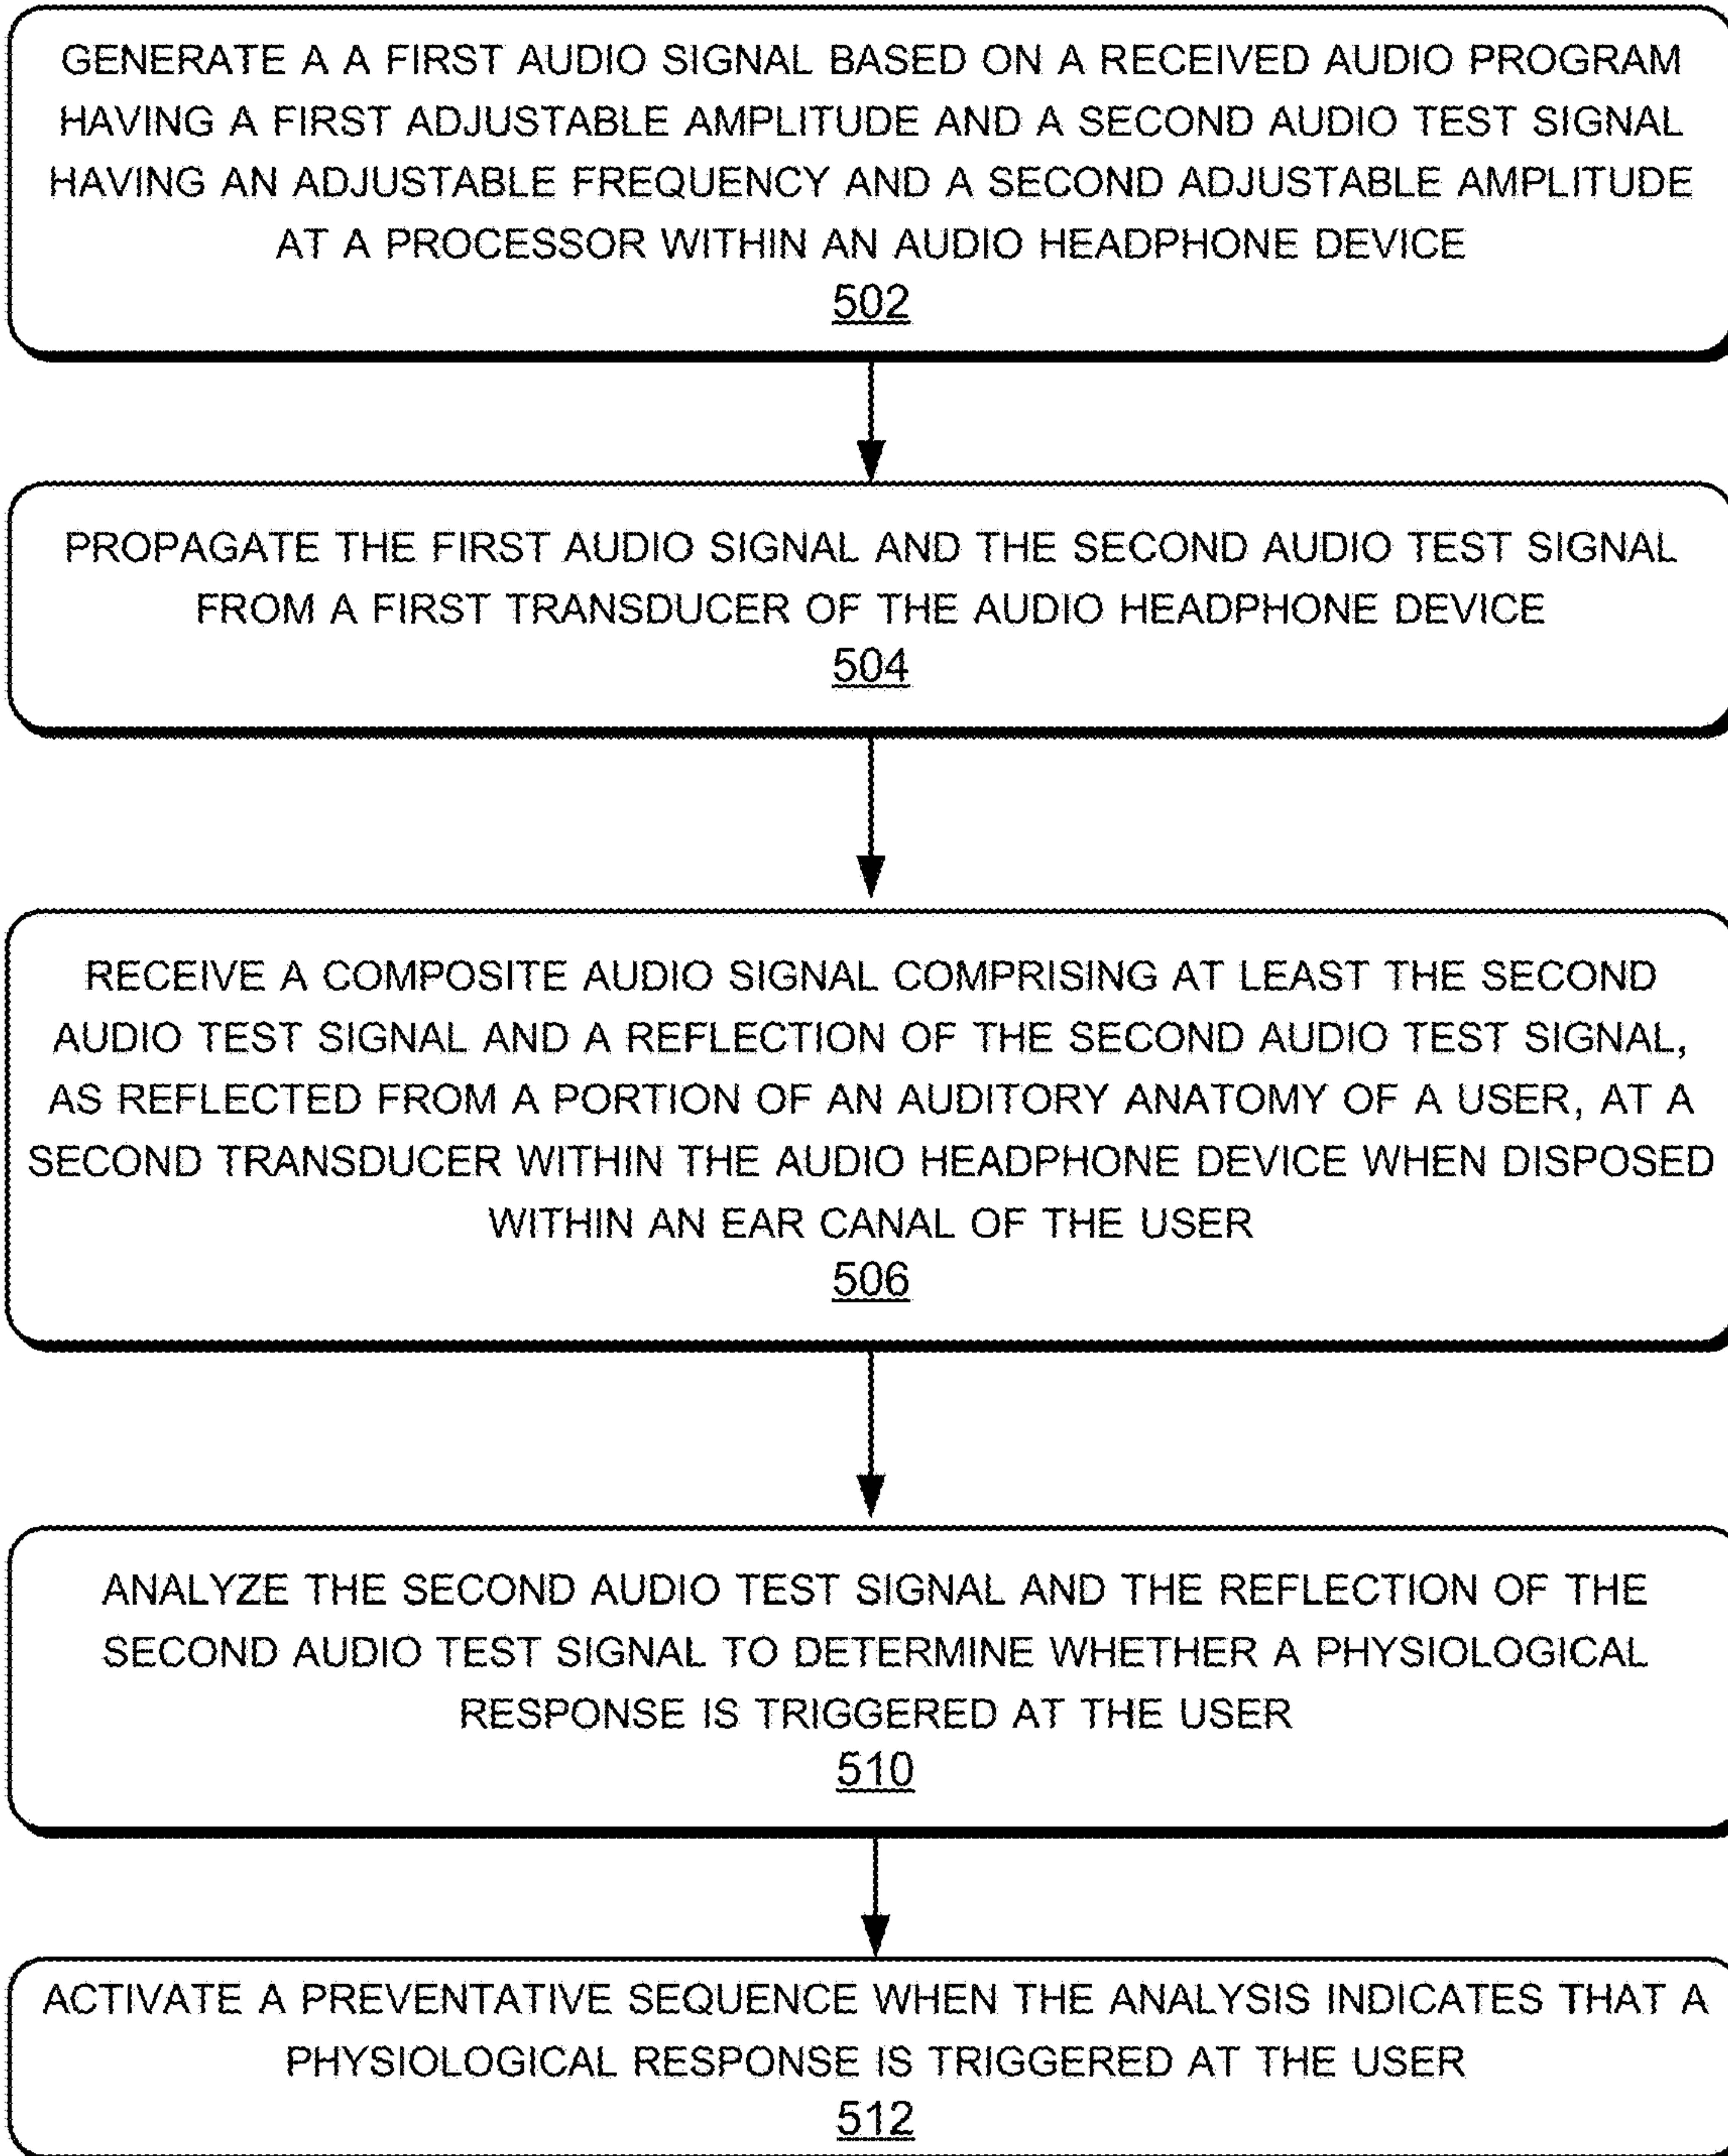 GENERATE A A FIRST AUDIO SIGNAL BASED ON A RECEIVED AUDIO PROGRAM
HAVING A FIRST ADJUSTABLE AMPLITUDE AND A SECOND AUDIO TEST SIGNAL
HAVING AN ADJUSTABLE FREQUENCY AND A SECOND ADJUSTABLE AMPLITUDE
AT A PROCESSOR WITHIN AN AUDIO HEADPHONE DEVICE
502
PROPAGATE THE FIRST AUDIO SIGNAL AND THE SECOND AUDIO TEST SIGNAL
FROM A FIRST TRANSDUCER OF THE AUDIO HEADPHONE DEVICE
504
RECEIVE A COMPOSITE AUDIO SIGNAL COMPRISING AT LEAST THE SECOND
AUDIO TEST SIGNAL AND A REFLECTION OF THE SECOND AUDIO TEST SIGNAL,
AS REFLECTED FROM A PORTION OF AN AUDITORY ANATOMY OF A USER, AT A
SECOND TRANSDUCER WITHIN THE AUDIO HEADPHONE DEVICE WHEN DISPOSED
WITHIN AN EAR CANAL OF THE USER
506
ANALYZE THE SECOND AUDIO TEST SIGNAL AND THE REFLECTION OF THE
SECOND AUDIO TEST SIGNAL TO DETERMINE WHETHER A PHYSIOLOGICAL
RESPONSE IS TRIGGERED AT THE USER
510
ACTIVATE A PREVENTATIVE SEQUENCE WHEN THE ANALYSIS INDICATES THAT A
PHYSIOLOGICAL RESPONSE IS TRIGGERED AT THE USER
512